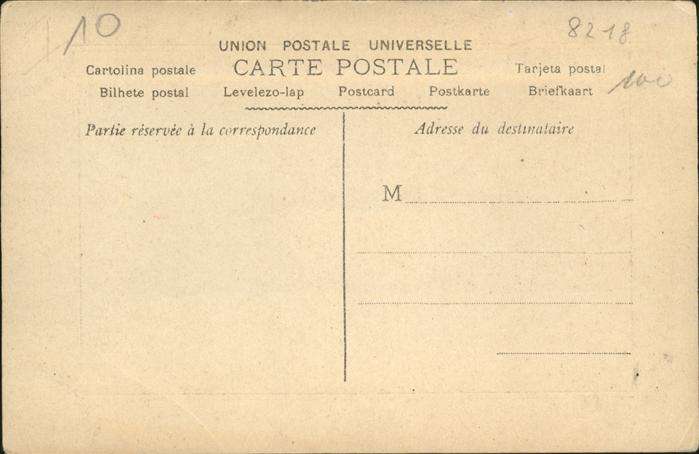 10
8218
UNION POSTALE UNIVERSELLE
Cartolina postale CARTE POSTALE Tarjeta postal
100
Bilhete postal Levelezo-lap Postcard Postkarte Briefkaart
Partie réservée à la correspondance
Adresse du destinataire
M